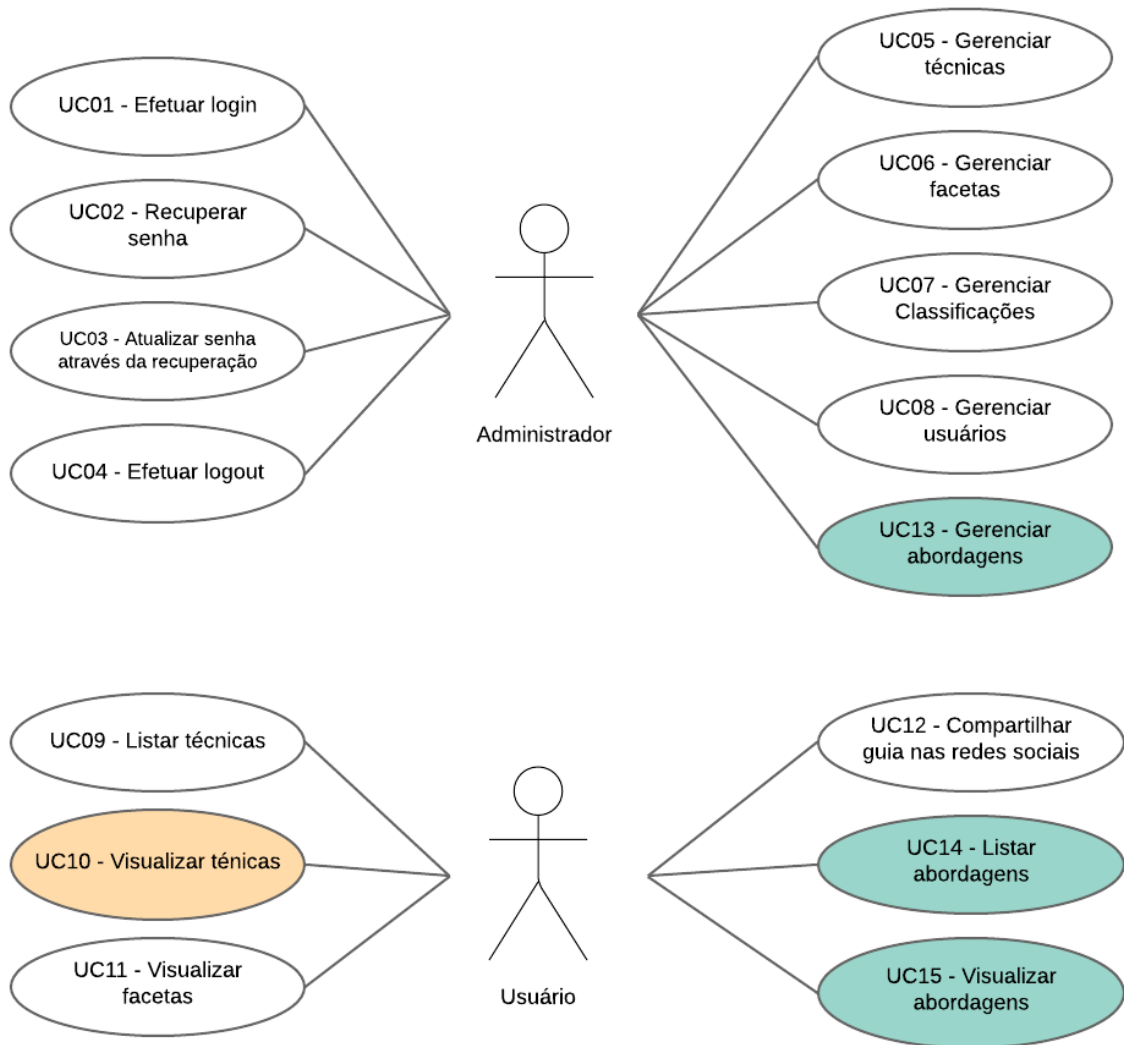 UC01 - Efetuar login
UC02 - Recuperar
senha
UC03 - Atualizar senha
através da recuperação
UC04 - Efetuar logout
Administrador
UC05 - Gerenciar
técnicas
UC06 - Gerenciar
facetas
UC07 - Gerenciar
Classificações
UC08 - Gerenciar
usuários
UC13 - Gerenciar
abordagens
UC09 - Listar técnicas
UC10 - Visualizar ténicas
UC11 - Visualizar
facetas
Usuário
UC12 - Compartilhar
guia nas redes sociais
UC14 - Listar
abordagens
UC15 - Visualizar
abordagens